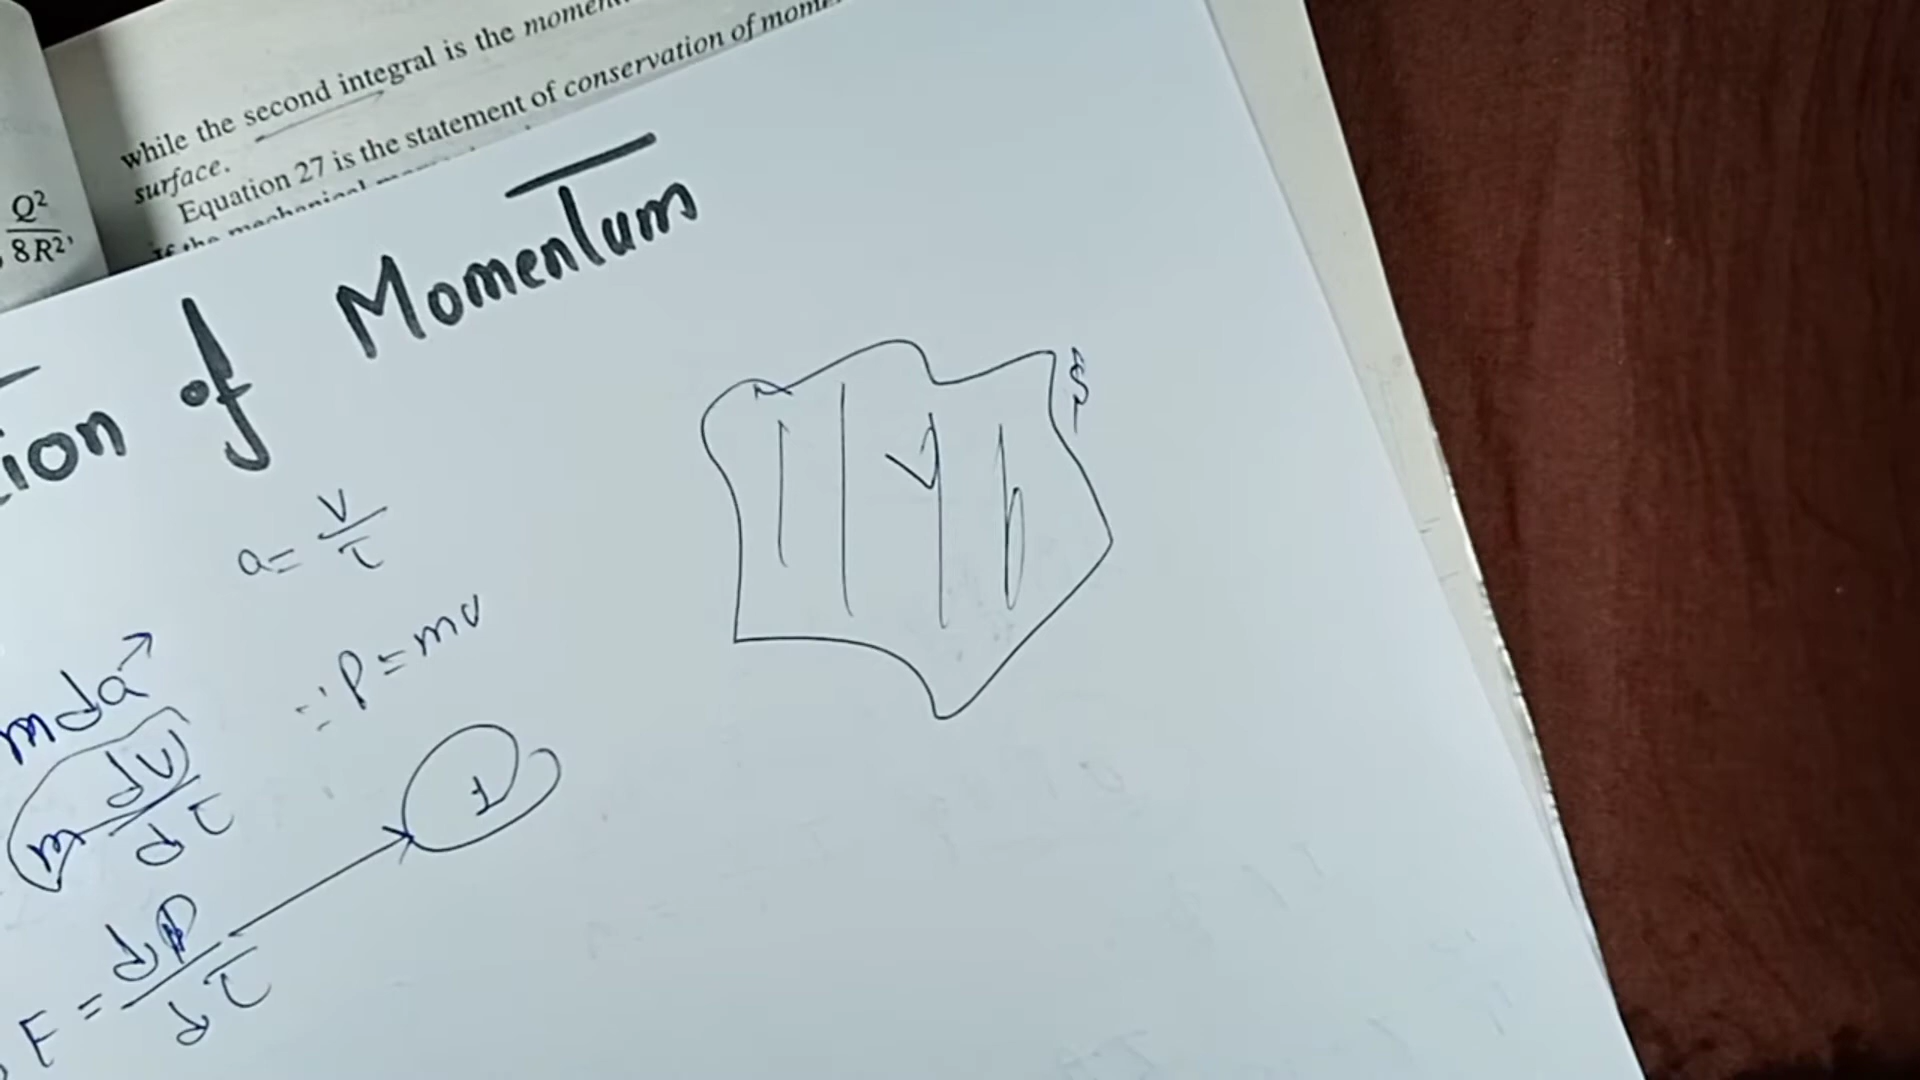 while the second integral is the
surface.
Equation 27 is the statement of conservation of
Q²
8R²,
of Momentum
a = V/t
mda
m dv/dt
∴ P = mv
1
F = dP/dt
V
S